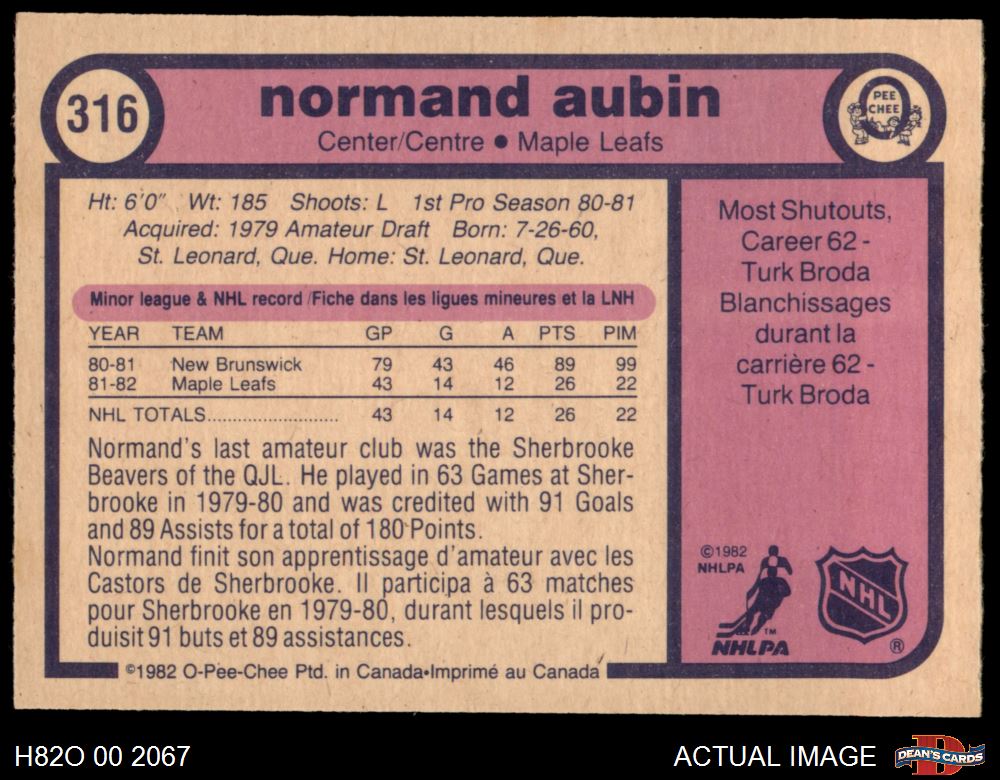 316
normand aubin
Center/Centre • Maple Leafs
O
PEE
CHEE
Ht: 6'0" Wt: 185 Shoots: L 1st Pro Season 80-81
Acquired: 1979 Amateur Draft Born: 7-26-60,
St. Leonard, Que. Home: St. Leonard, Que.
Minor league & NHL record/Fiche dans les ligues mineures et la LNH
YEAR TEAM GP G A PTS PIM
80-81 New Brunswick 79 43 46 89 99
81-82 Maple Leafs 43 14 12 26 22
NHL TOTALS........................ 43 14 12 26 22
Normand's last amateur club was the Sherbrooke
Beavers of the QJL. He played in 63 Games at Sher-
brooke in 1979-80 and was credited with 91 Goals
and 89 Assists for a total of 180 Points.
Normand finit son apprentissage d'amateur avec les
Castors de Sherbrooke. Il participa à 63 matches
pour Sherbrooke en 1979-80, durant lesquels il pro-
duisit 91 buts et 89 assistances.
©1982 O-Pee-Chee Ptd. in Canada•Imprimé au Canada
Most Shutouts,
Career 62 -
Turk Broda
Blanchissages
durant la
carrière 62 -
Turk Broda
©1982
NHLPA
TM
NHLPA
NHL
®
H82O 00 2067
ACTUAL IMAGE
D
DEAN'S CARDS